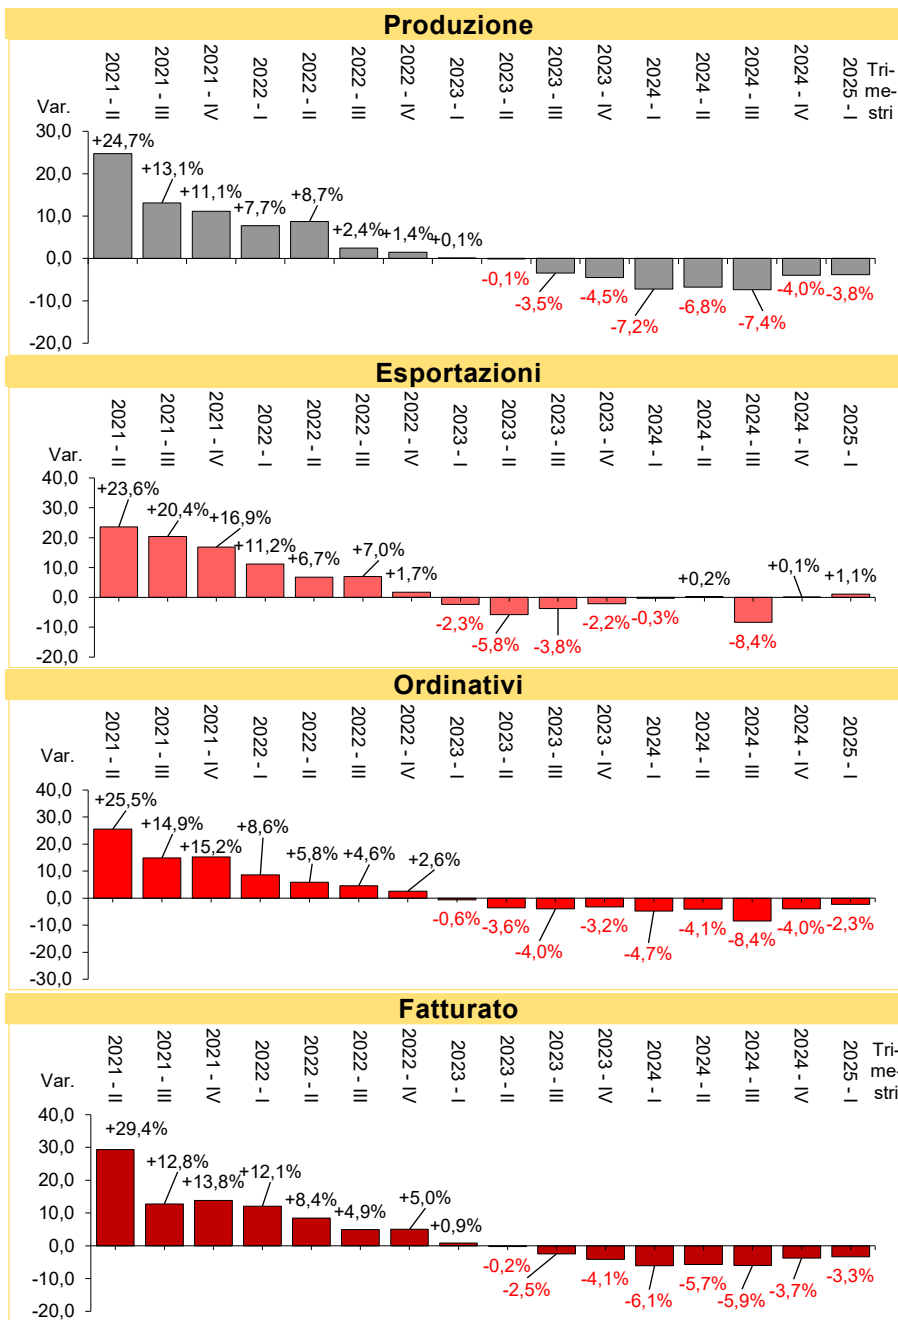 Produzione
2021 - II
2021 - III
2021 - IV
2022 - I
2022 - II
2022 - III
2022 - IV
2023 - I
2023 - II
2023 - III
2023 - IV
2024 - I
2024 - II
2024 - III
2024 - IV
2025 - I
Tri-
me-
stri
Var.
30,0
20,0
10,0
0,0
-10,0
-20,0
+24,7%
+13,1%
+11,1%
+7,7%
+8,7%
+2,4%
+1,4%
+0,1%
-0,1%
-3,5%
-4,5%
-7,2%
-6,8%
-7,4%
-4,0%
-3,8%
Esportazioni
2021 - II
2021 - III
2021 - IV
2022 - I
2022 - II
2022 - III
2022 - IV
2023 - I
2023 - II
2023 - III
2023 - IV
2024 - I
2024 - II
2024 - III
2024 - IV
2025 - I
Var.
40,0
30,0
20,0
10,0
0,0
-10,0
-20,0
+23,6%
+20,4%
+16,9%
+11,2%
+6,7%
+7,0%
+1,7%
-2,3%
-5,8%
-3,8%
-2,2%
-0,3%
+0,2%
-8,4%
+0,1%
+1,1%
Ordinativi
2021 - II
2021 - III
2021 - IV
2022 - I
2022 - II
2022 - III
2022 - IV
2023 - I
2023 - II
2023 - III
2023 - IV
2024 - I
2024 - II
2024 - III
2024 - IV
2025 - I
Var.
40,0
30,0
20,0
10,0
0,0
-10,0
-20,0
-30,0
+25,5%
+14,9%
+15,2%
+8,6%
+5,8%
+4,6%
+2,6%
-0,6%
-3,6%
-4,0%
-3,2%
-4,7%
-4,1%
-8,4%
-4,0%
-2,3%
Fatturato
2021 - II
2021 - III
2021 - IV
2022 - I
2022 - II
2022 - III
2022 - IV
2023 - I
2023 - II
2023 - III
2023 - IV
2024 - I
2024 - II
2024 - III
2024 - IV
2025 - I
Tri-
me-
stri
Var.
40,0
30,0
20,0
10,0
0,0
-10,0
-20,0
+29,4%
+12,8%
+13,8%
+12,1%
+8,4%
+4,9%
+5,0%
+0,9%
-0,2%
-2,5%
-4,1%
-6,1%
-5,7%
-5,9%
-3,7%
-3,3%